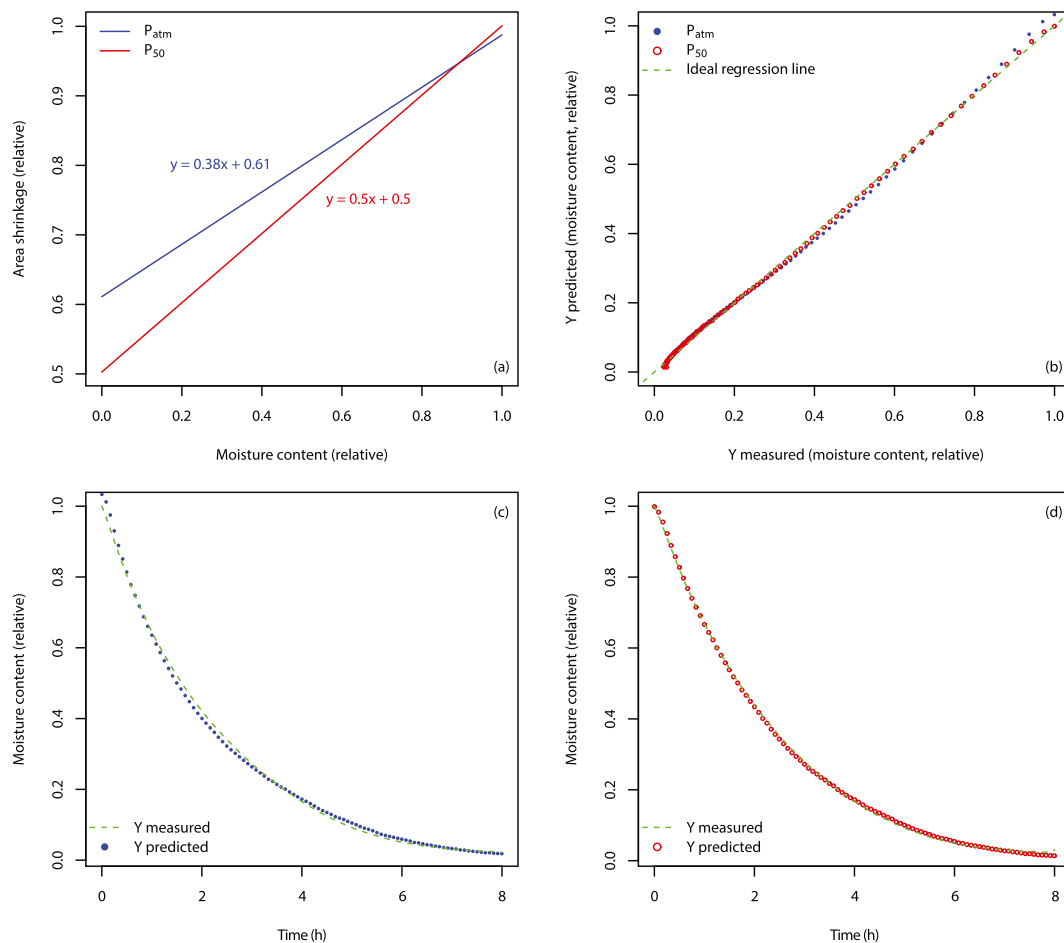 P_atm
P_50
y = 0.38x + 0.61
y = 0.5x + 0.5
Area shrinkage (relative)
1.0
0.9
0.8
0.7
0.6
0.5
(a)
0.0 0.2 0.4 0.6 0.8 1.0
Moisture content (relative)
P_atm
P_50
Ideal regression line
Y predicted (moisture content, relative)
1.0
0.8
0.6
0.4
0.2
0.0
(b)
0.0 0.2 0.4 0.6 0.8 1.0
Y measured (moisture content, relative)
(c)
Moisture content (relative)
1.0
0.8
0.6
0.4
0.2
0.0
Y measured
Y predicted
0 2 4 6 8
Time (h)
(d)
Moisture content (relative)
1.0
0.8
0.6
0.4
0.2
0.0
Y measured
Y predicted
0 2 4 6 8
Time (h)